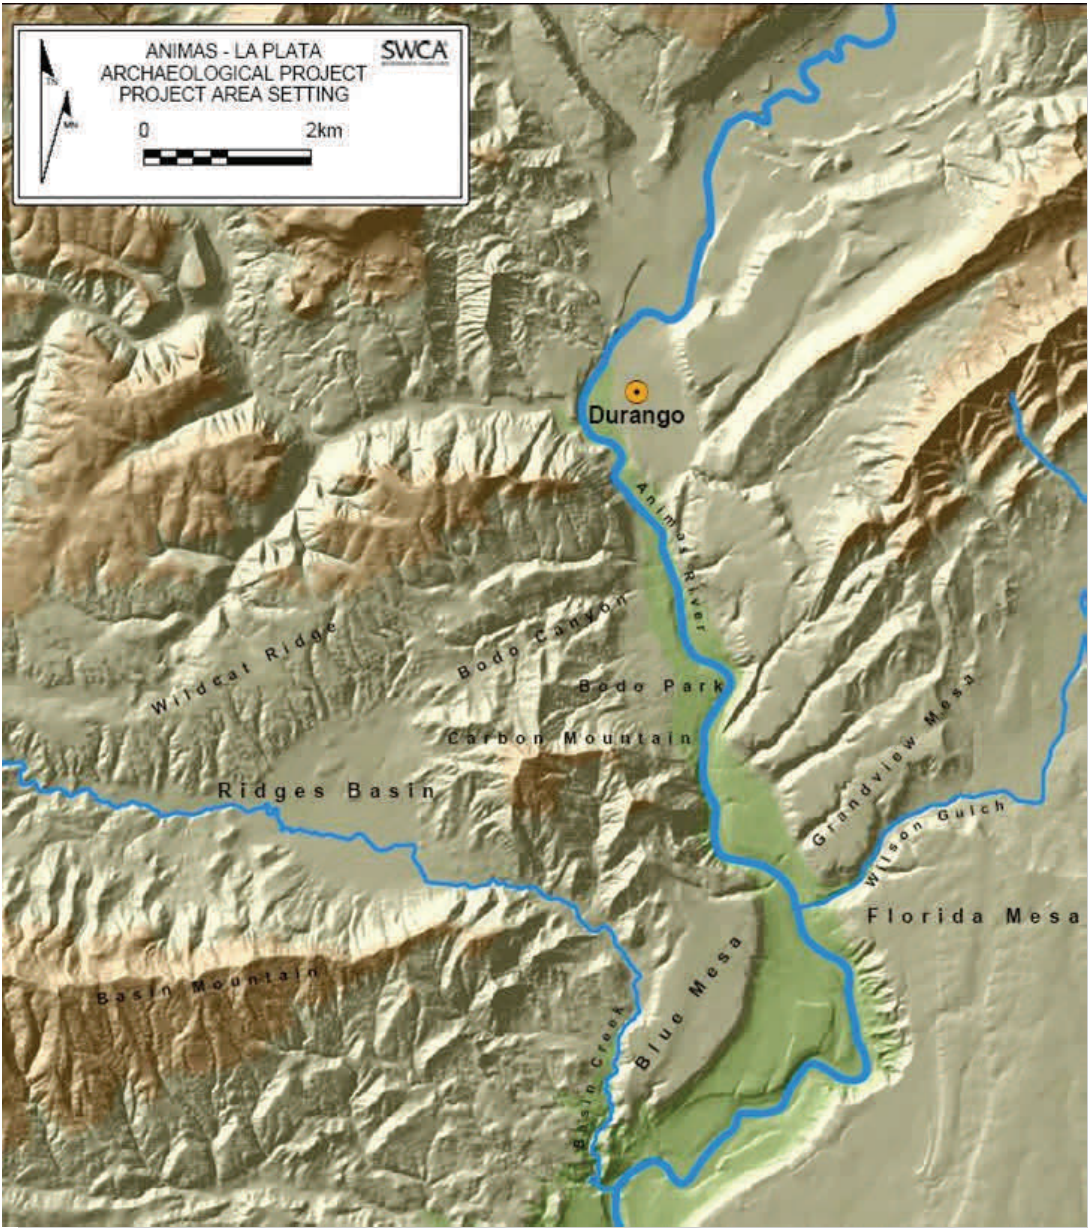 ANIMAS - LA PLATA
ARCHAEOLOGICAL PROJECT
PROJECT AREA SETTING
SWCA
TN
MN
0 2km
Durango
Animas River
Wildcat Ridge
Bodo Canyon
Bodo Park
Carbon Mountain
Ridges Basin
Grandview Mesa
Wilson Gulch
Florida Mesa
Basin Mountain
Blue Mesa
Basin Creek